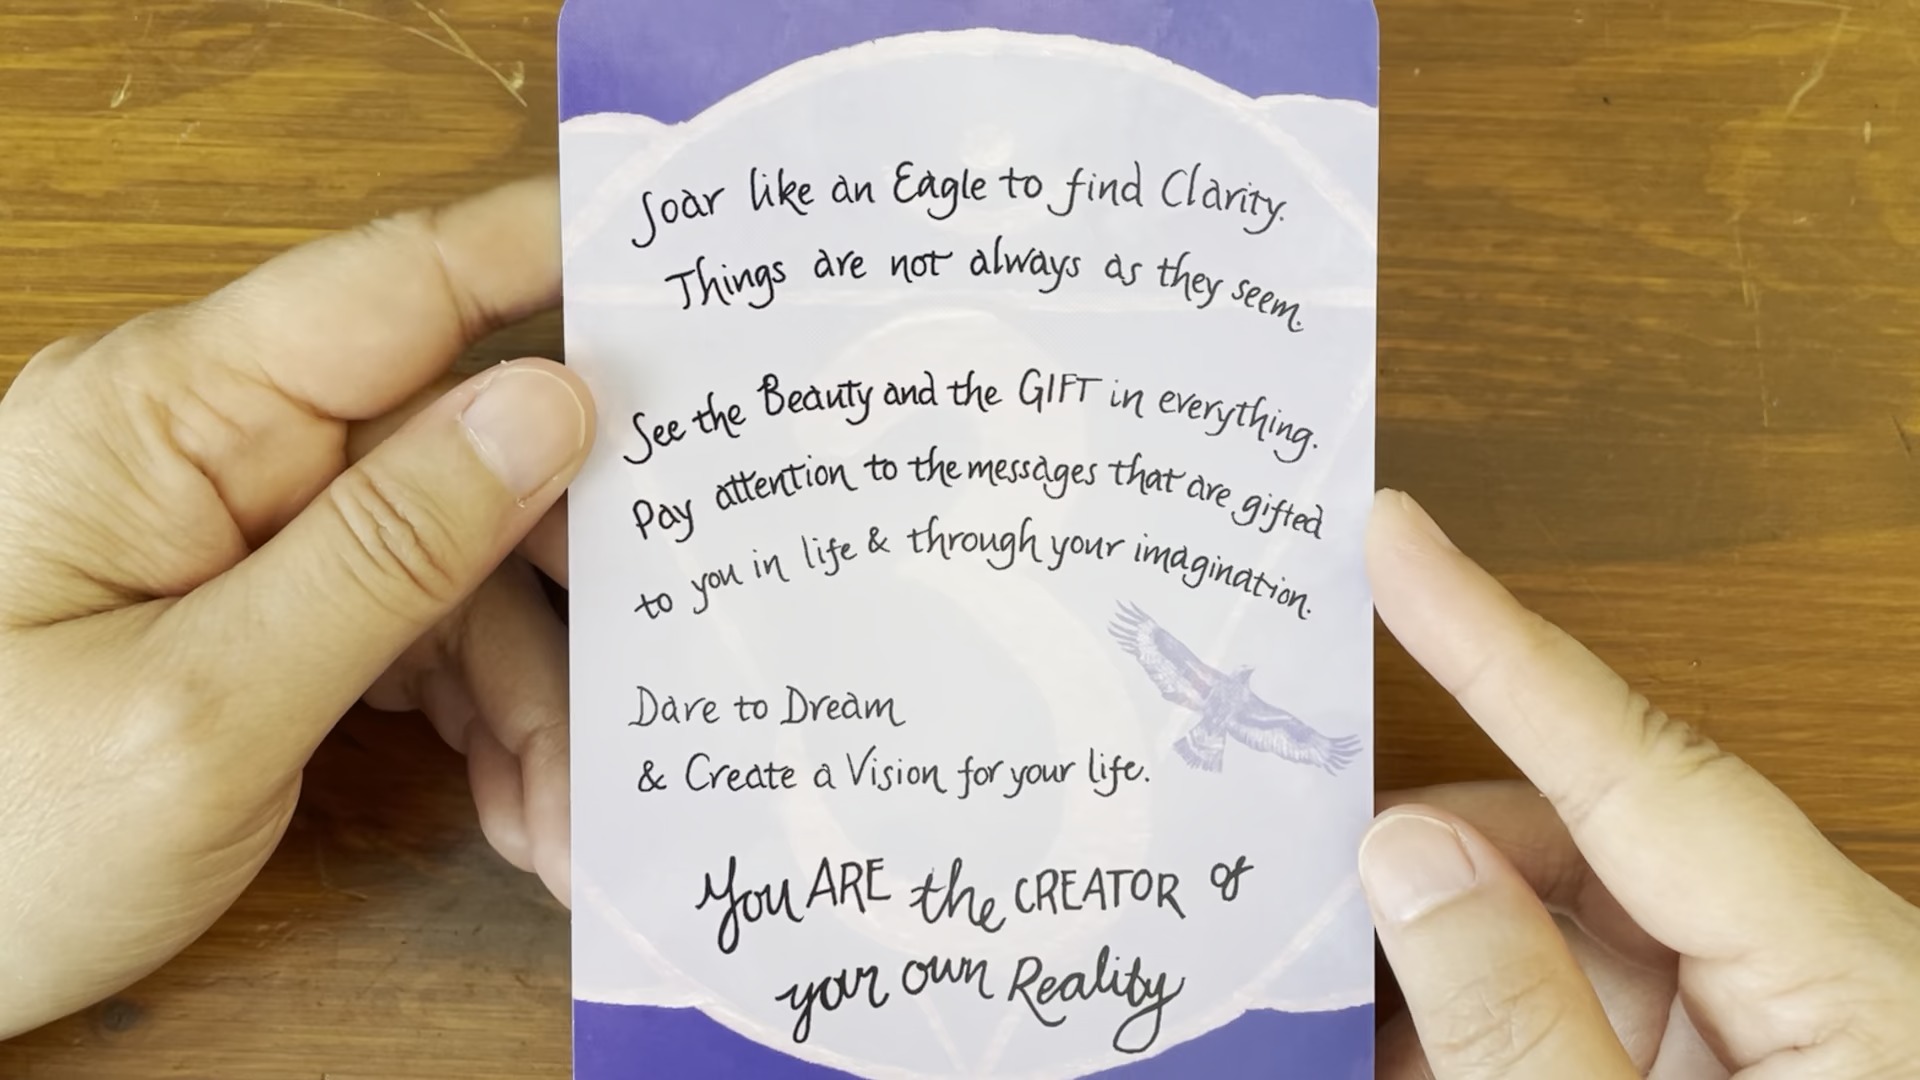 Soar like an Eagle to find Clarity.
Things are not always as they seem.
See the Beauty and the GIFT in everything.
Pay attention to the messages that are gifted
to you in life & through your imagination.
Dare to Dream
& Create a Vision for your life.
You ARE the CREATOR of
your own Reality